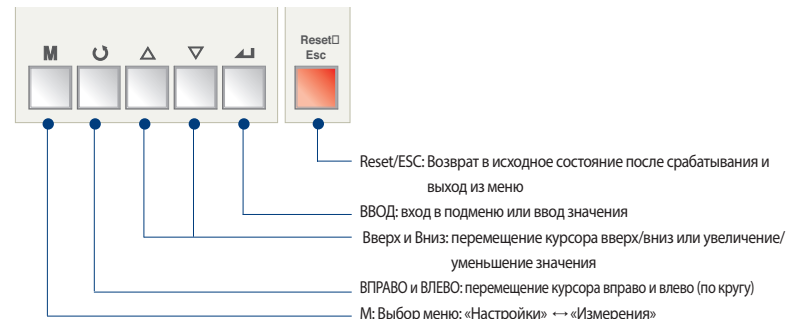 M
Reset
Esc
Reset/ESC: Возврат в исходное состояние после срабатывания и
выход из меню
ВВОД: вход в подменю или ввод значения
Вверх и Вниз: перемещение курсора вверх/вниз или увеличение/
уменьшение значения
ВПРАВО и ВЛЕВО: перемещение курсора вправо и влево (по кругу)
М: Выбор меню: «Настройки» ↔ «Измерения»